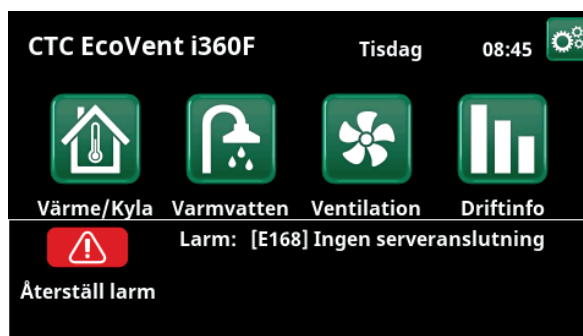 CTC EcoVent i360F Tisdag 08:45
Värme/Kyla Varmvatten Ventilation Driftinfo
Larm: [E168] Ingen serveranslutning
Återställ larm